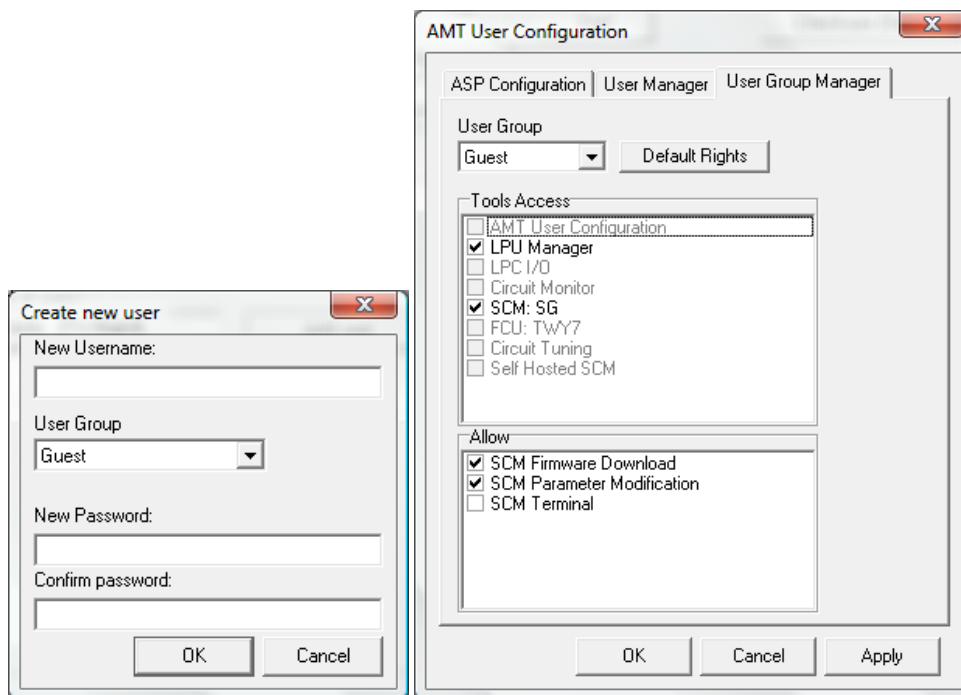 Create new user
New Username:
User Group
Guest
New Password:
Confirm password:
OK Cancel
AMT User Configuration
ASP Configuration User Manager User Group Manager
User Group
Guest Default Rights
Tools Access
AMT User Configuration
LPU Manager
LPC I/O
Circuit Monitor
SCM: SG
FCU: TWY7
Circuit Tuning
Self Hosted SCM
Allow
SCM Firmware Download
SCM Parameter Modification
SCM Terminal
OK Cancel Apply